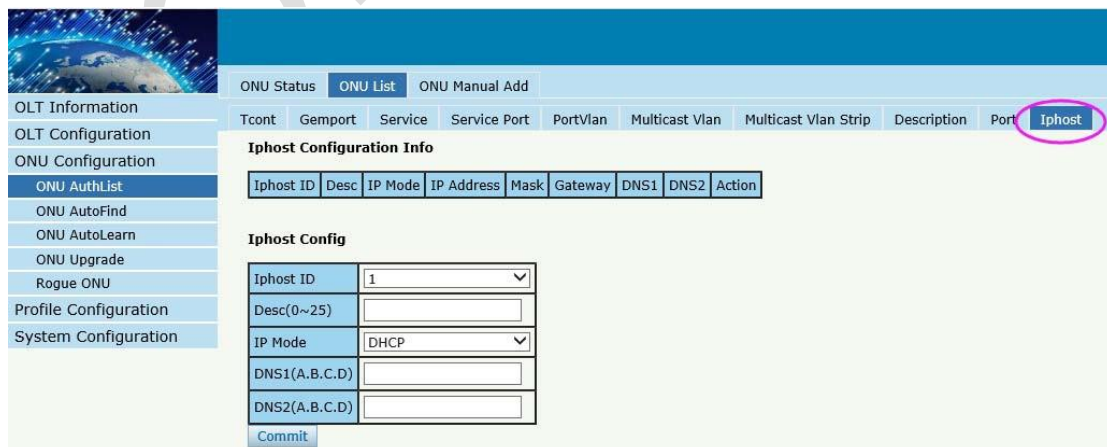 ONU Status ONU List ONU Manual Add
OLT Information
OLT Configuration
ONU Configuration
ONU AuthList
ONU AutoFind
ONU AutoLearn
ONU Upgrade
Rogue ONU
Profile Configuration
System Configuration
Tcont Gemport Service Service Port PortVlan Multicast Vlan Multicast Vlan Strip Description Port Iphost
Iphost Configuration Info
Iphost ID Desc IP Mode IP Address Mask Gateway DNS1 DNS2 Action
Iphost Config
Iphost ID 1
Desc(0~25)
IP Mode DHCP
DNS1(A.B.C.D)
DNS2(A.B.C.D)
Commit